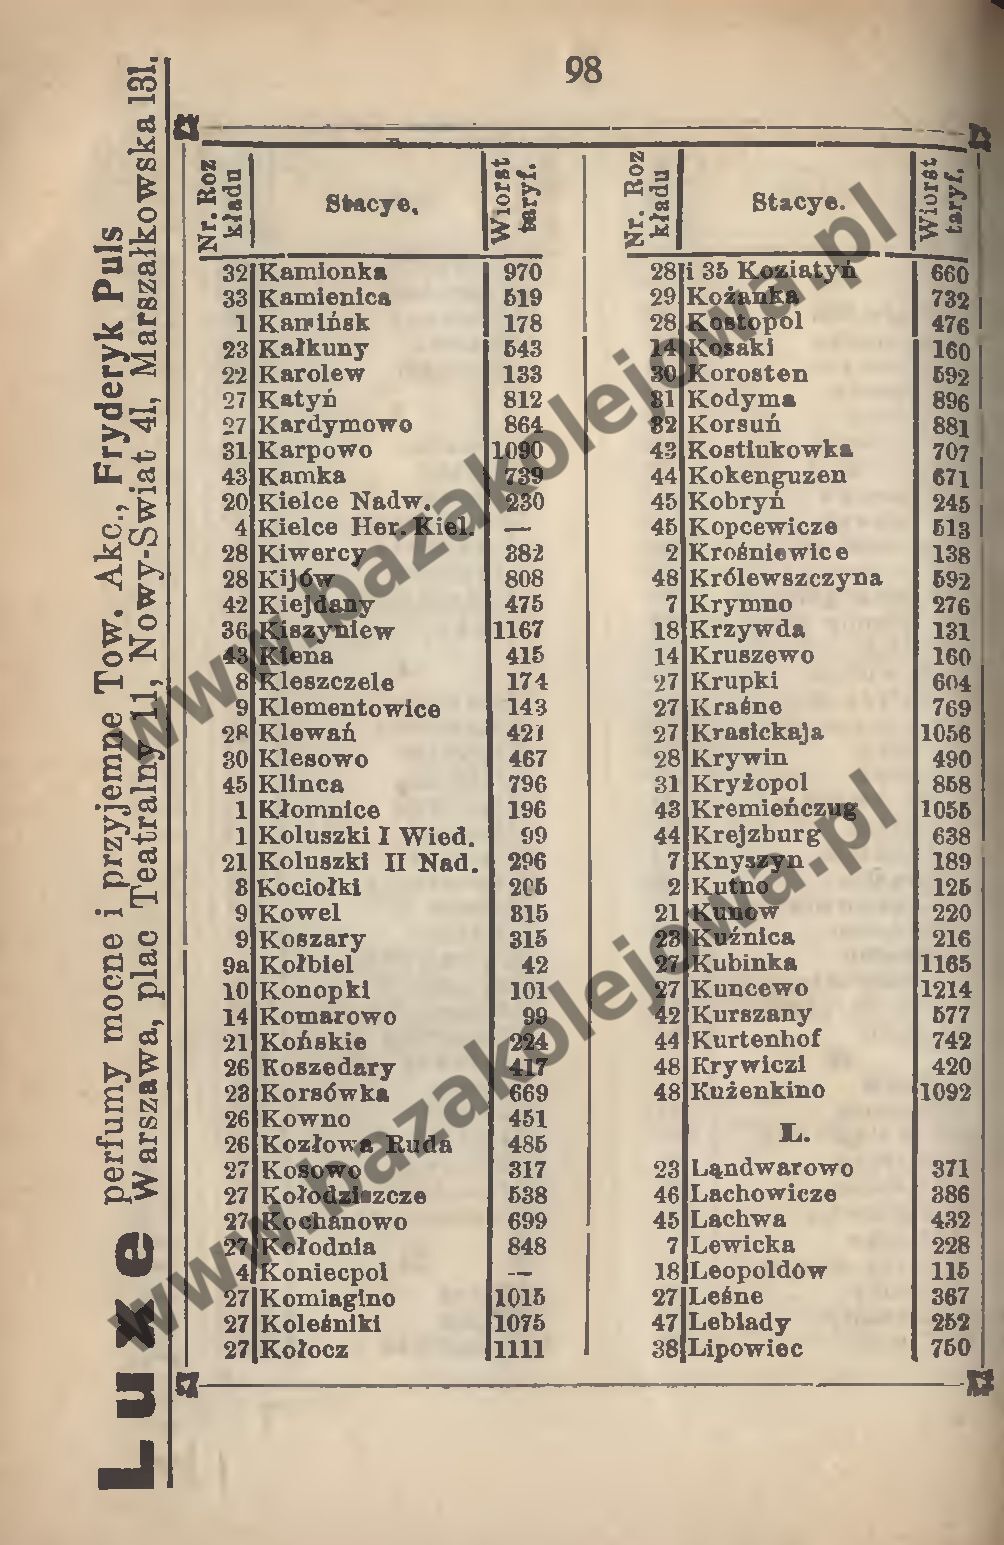 98
Luxe perfumy mocne i przyjemne Tow. Akc., Fryderyk Puls
Warszawa, plac Teatralny 11, Nowy-Świat 41, Marszałkowska 131.
Nr. Rozkładu Stacye. Wiorst taryf.
32 Kamionka 970
33 Kamienica 519
1 Kamińsk 178
23 Kałkuny 543
22 Karolew 133
27 Katyń 812
27 Kardymowo 864
31 Karpowo 1090
43 Kamka 739
20 Kielce Nadw. 230
4 Kielce Her. Kiel. —
28 Kiwercy 382
28 Kijów 808
42 Kiejdany 475
36 Kiszyniew 1167
43 Kiena 415
8 Kleszczele 174
9 Klementowice 143
28 Klewań 421
30 Klesowo 467
45 Klinca 796
1 Kłomnice 196
1 Koluszki I Wied. 99
21 Koluszki II Nad. 296
8 Kociołki 205
9 Kowel 315
9 Koszary 315
9a Kołbiel 42
10 Konopki 101
14 Komarowo 99
21 Końskie 224
26 Koszedary 417
23 Korsówka 669
26 Kowno 451
26 Kozłowa Ruda 485
27 Kosowo 317
27 Kołodziszcze 538
27 Kochanowo 699
27 Kołodnia 848
4 Koniecpol —
27 Komiagino 1015
27 Koleśniki 1075
27 Kołocz 1111
Nr. Rozkładu Stacye. Wiorst taryf.
28 i 35 Koziatyń 660
29 Kożanka 732
28 Kostopol 476
14 Kosaki 160
30 Korosten 592
31 Kodyma 896
32 Korsuń 881
43 Kostiukowka 707
44 Kokenguzen 671
45 Kobryń 245
45 Kopcewicze 513
2 Krośniewice 138
48 Królewszczyna 592
7 Krymno 276
18 Krzywda 131
14 Kruszewo 160
27 Krupki 604
27 Kraśne 769
27 Krasickaja 1056
28 Krywin 490
31 Kryżopol 858
43 Kremieńczug 1055
44 Krejzburg 638
7 Knyszyn 189
2 Kutno 125
21 Kunow 220
23 Kuźnica 216
27 Kubinka 1165
27 Kuncewo 1214
42 Kurszany 577
44 Kurtenhof 742
48 Krywiczi 420
48 Kużenkino 1092
L.
23 Ląndwarowo 371
46 Lachowicze 386
45 Lachwa 432
7 Lewicka 228
18 Leopoldów 115
27 Leśne 367
47 Lebiady 252
38 Lipowiec 750
www.bazakolejowa.pl
www.bazakolejowa.pl